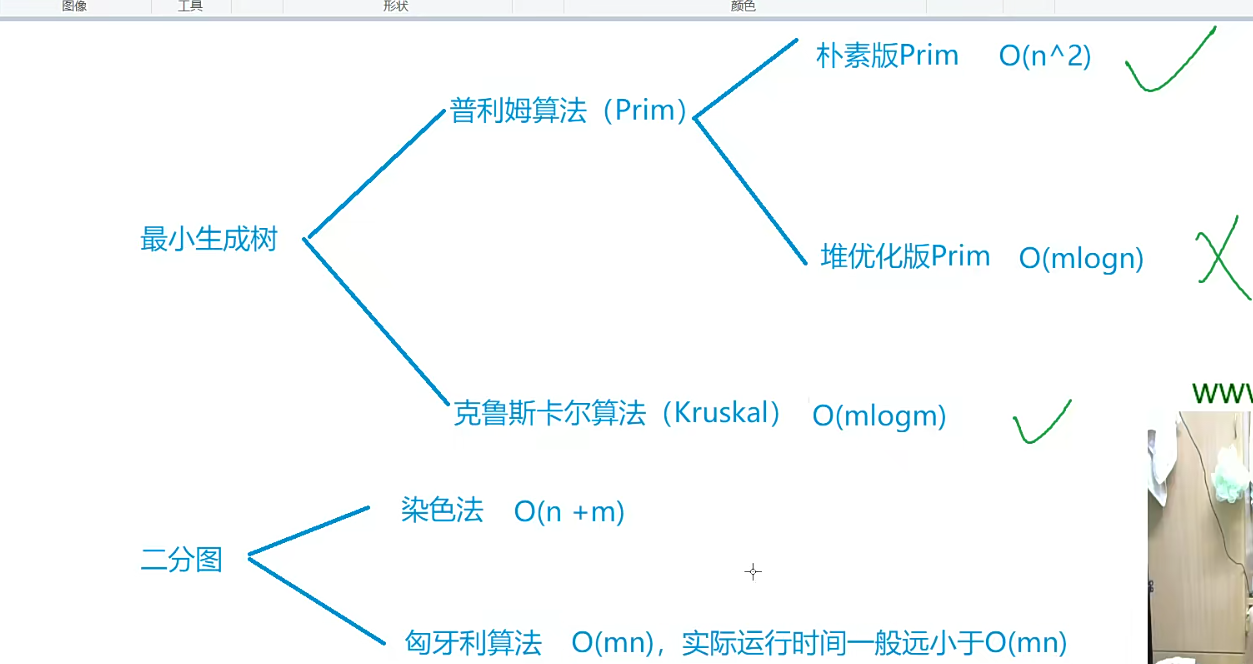 图像 工具 形状 颜色
朴素版Prim O(n^2)
普利姆算法（Prim）
最小生成树
堆优化版Prim O(mlogn)
www
克鲁斯卡尔算法（Kruskal） O(mlogm)
染色法 O(n +m)
二分图
匈牙利算法 O(mn)，实际运行时间一般远小于O(mn)